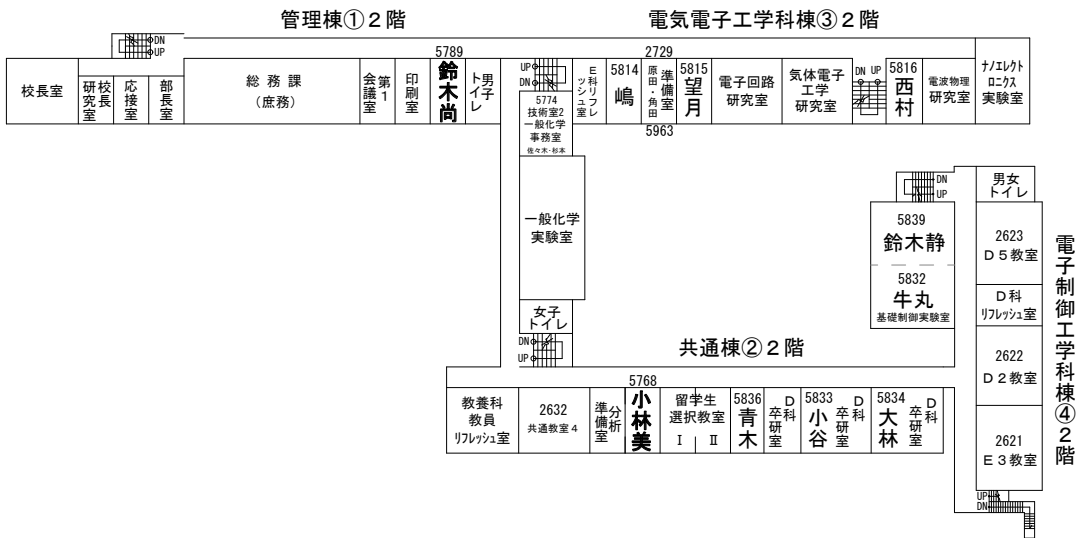 管理棟①２階
電気電子工学科棟③２階
DN
UP
5789
2729
校長室
校長
研究室
応接室
部長室
総務課
（庶務）
第1
会議室
印刷室
鈴木尚
男子
トイレ
UP
DN
5774
技術室2
一般化学
事務室
佐々木・杉本
E科リフレ
ッシュ室
5814
嶋
準備室
原田・角田
5815
望月
電子回路
研究室
気体電子
工学
研究室
DN UP
5816
西村
電波物理
研究室
ナノエレクト
ロニクス
実験室
5963
一般化学
実験室
女子
トイレ
DN
UP
DN
UP
男女
トイレ
5839
鈴木静
5832
牛丸
基礎制御実験室
2623
Ｄ５教室
Ｄ科
リフレッシュ室
2622
Ｄ２教室
2621
Ｅ３教室
UP
DN
電子制御工学科棟④２階
共通棟②２階
5768
教養科
教員
リフレッシュ室
2632
共通教室４
分析
準備室
小林美
留学生
選択教室
Ⅰ Ⅱ
5836
青木
Ｄ科
卒研室
5833
小谷
Ｄ科
卒研室
5834
大林
Ｄ科
卒研室